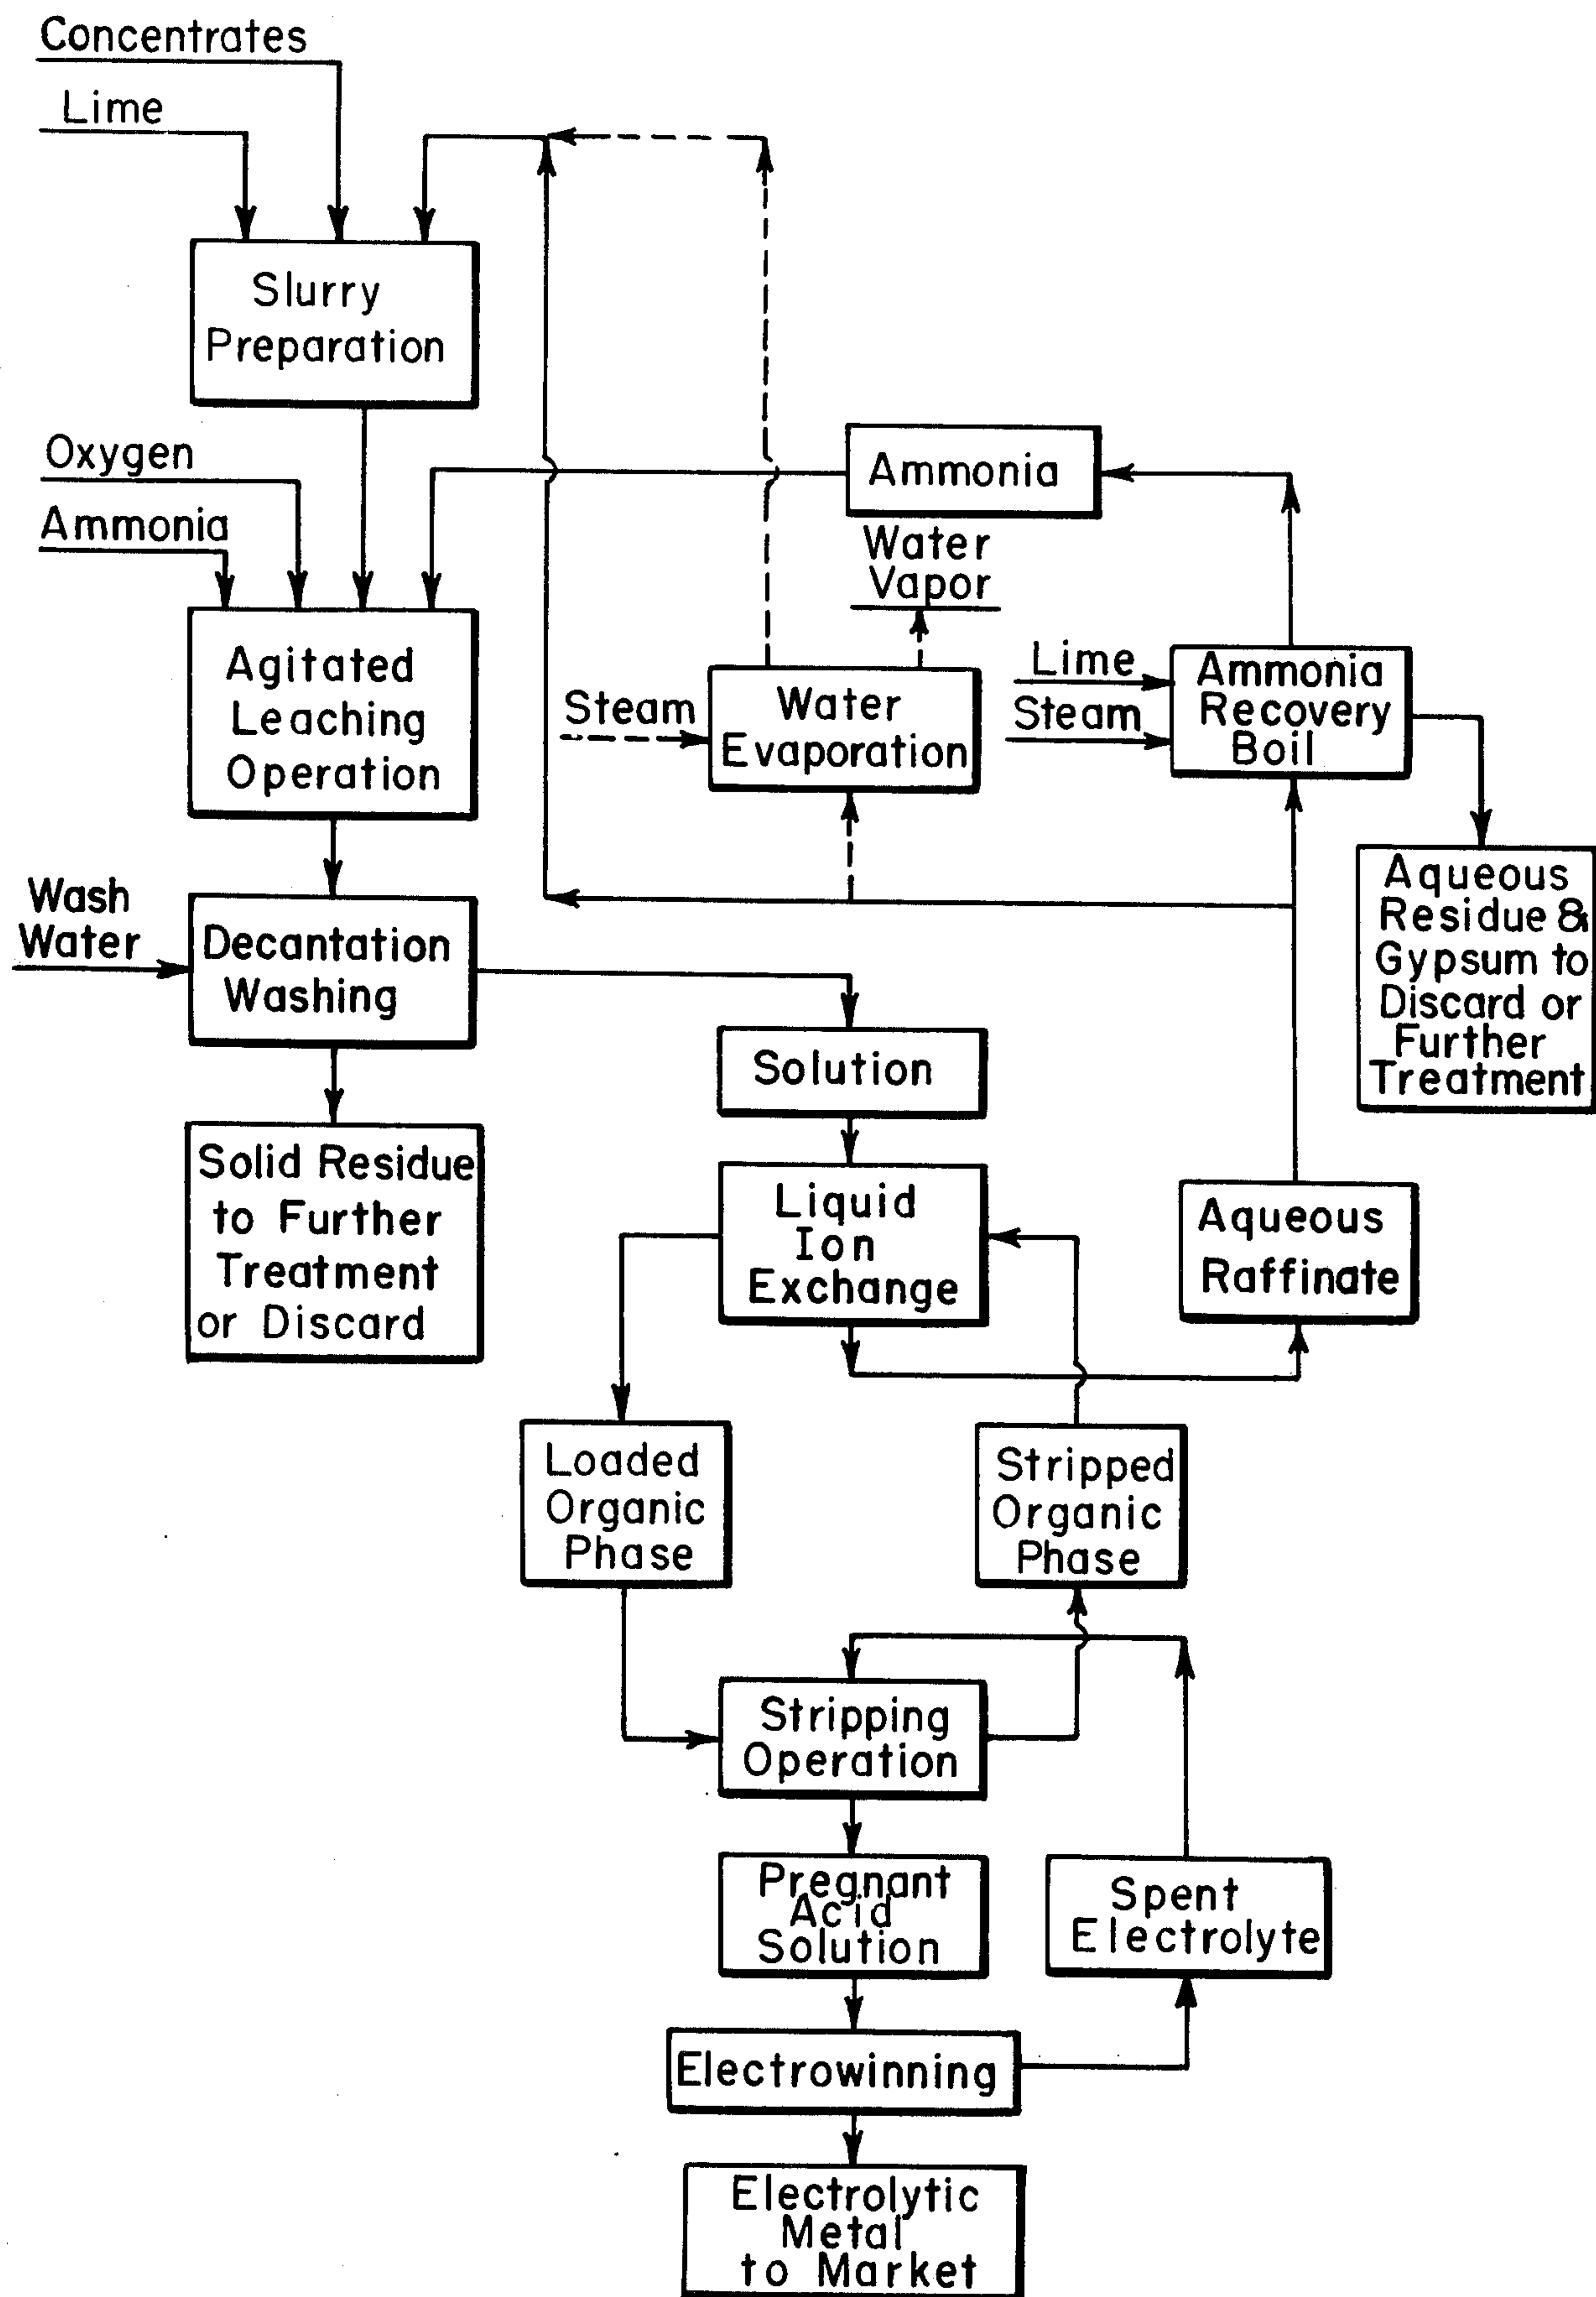 Concentrates
Lime
Slurry
Preparation
Oxygen
Ammonia
Ammonia
Water
Vapor
Agitated
Leaching
Operation
Steam
Water
Evaporation
Lime
Steam
Ammonia
Recovery
Boil
Wash
Water
Decantation
Washing
Aqueous
Residue &
Gypsum to
Discard or
Further
Treatment
Solution
Solid Residue
to Further
Treatment
or Discard
Liquid
Ion
Exchange
Aqueous
Raffinate
Loaded
Organic
Phase
Stripped
Organic
Phase
Stripping
Operation
Pregnant
Acid
Solution
Spent
Electrolyte
Electrowinning
Electrolytic
Metal
to Market